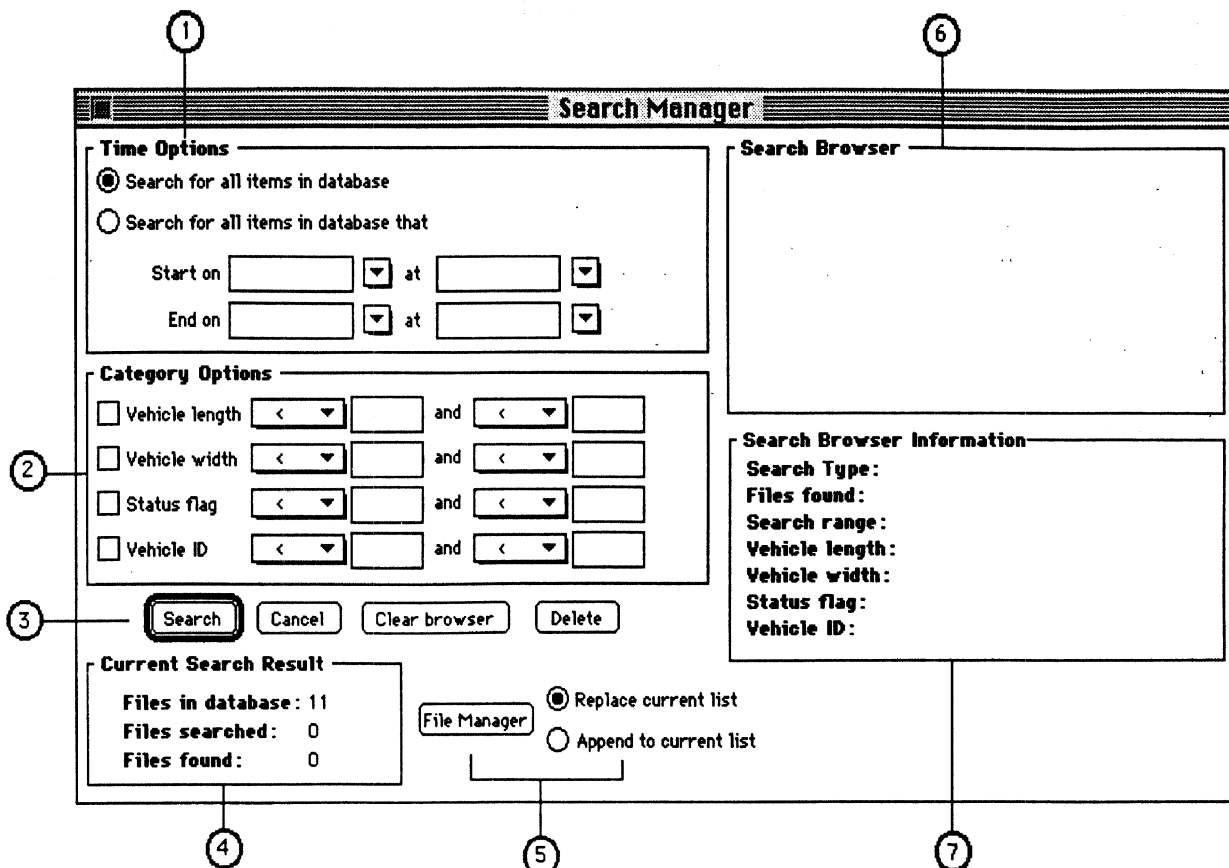 1
6
Search Manager
Time Options
Search for all items in database
Search for all items in database that
Start on at
End on at
Category Options
Vehicle length < and <
Vehicle width < and <
Status flag < and <
Vehicle ID < and <
2
3
Search Cancel Clear browser Delete
Current Search Result
Files in database: 11
Files searched: 0
Files found: 0
File Manager
Replace current list
Append to current list
Search Browser
Search Browser Information
Search Type:
Files found:
Search range:
Vehicle length:
Vehicle width:
Status flag:
Vehicle ID:
4
5
7